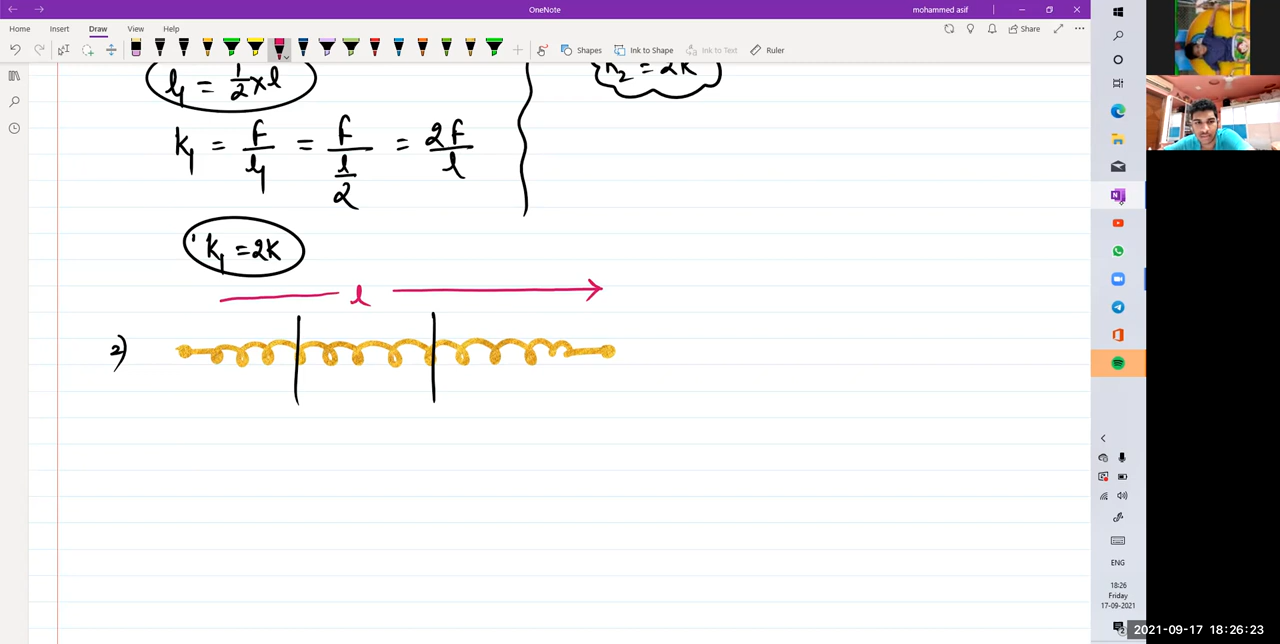 OneNote
mohammed asif
Home Insert Draw View Help
Shapes Ink to Shape Ink to Text Ruler
Share
l₁ = 1/2 × l
k₂ = 2K
k₁ = F/l₁ = F/(l/2) = 2F/l
k₁ = 2K
l
2)
ENG
18:26
Friday
17-09-2021
2021-09-17 18:26:23